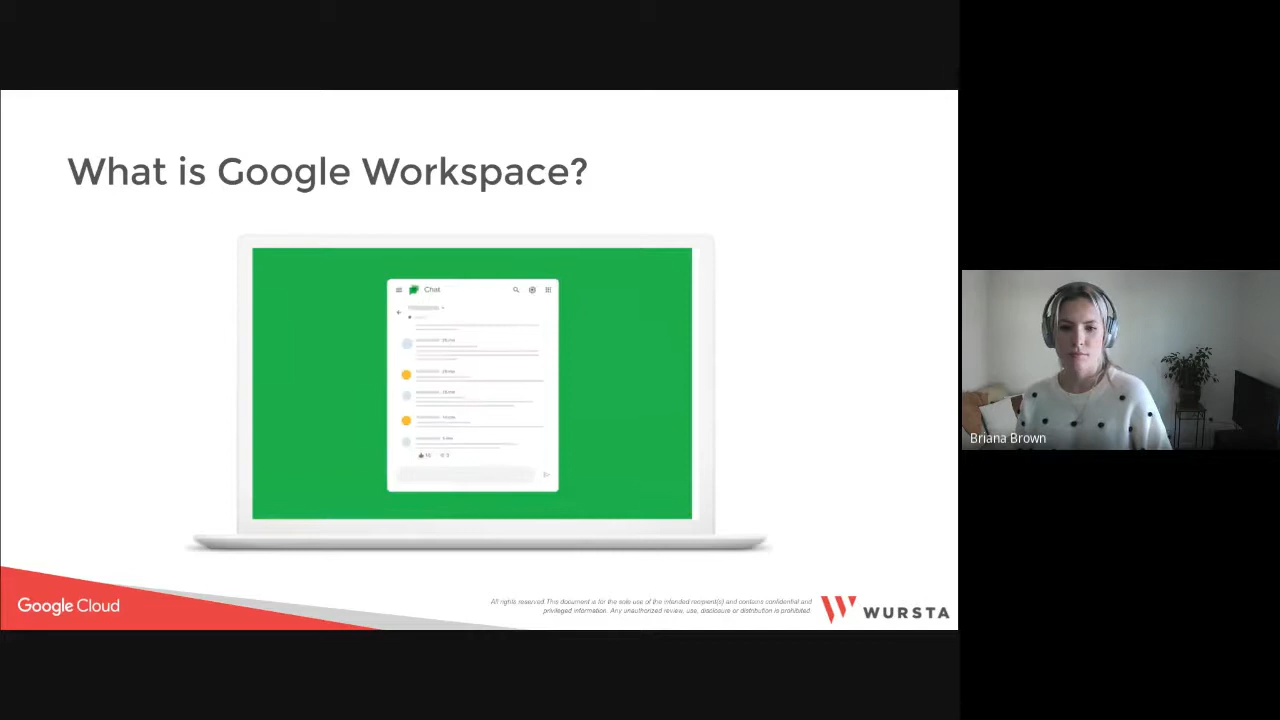 What is Google Workspace?
Chat
Google Cloud
All rights reserved.This document is for the sole use of the intended recipient(s) and contains confidential and
privileged information. Any unauthorized review, use, disclosure or distribution is prohibited.
WURSTA
Briana Brown